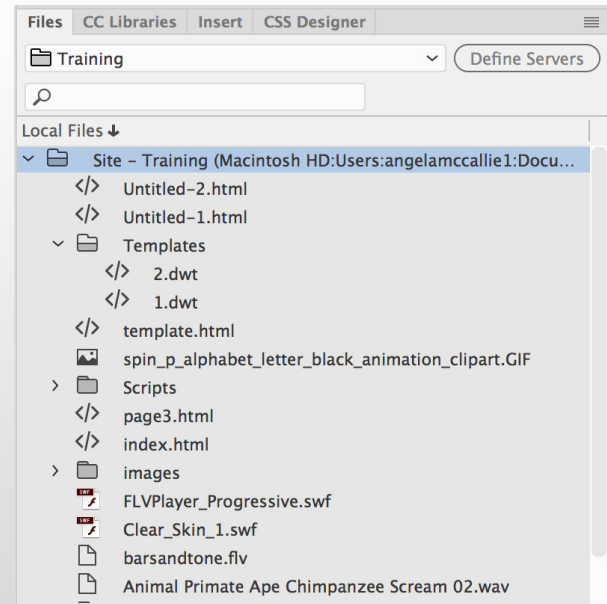 Files CC Libraries Insert CSS Designer
Training Define Servers
Local Files
Site – Training (Macintosh HD:Users:angelamccallie1:Docu...
Untitled-2.html
Untitled-1.html
Templates
2.dwt
1.dwt
template.html
spin_p_alphabet_letter_black_animation_clipart.GIF
Scripts
page3.html
index.html
images
SWF FLVPlayer_Progressive.swf
SWF Clear_Skin_1.swf
barsandtone.flv
Animal Primate Ape Chimpanzee Scream 02.wav